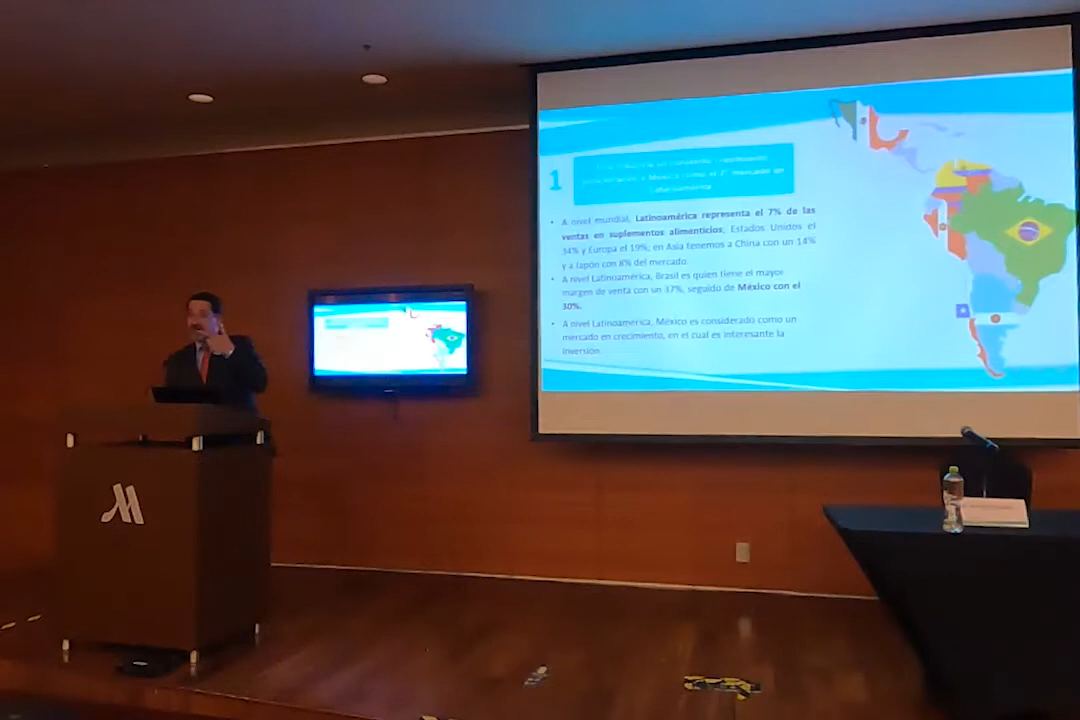 1
mercado en
Latinoamérica
• A nivel mundial, Latinoamérica representa el 7% de las
ventas en suplementos alimenticios; Estados Unidos el
34% y Europa el 19%; en Asia tenemos a China con un 14%
y a Japón con 8% del mercado.
• A nivel Latinoamérica, Brasil es quien tiene el mayor
margen de venta con un 37%, seguido de México con el
30%.
• A nivel Latinoamérica, México es considerado como un
mercado en crecimiento, en el cual es interesante la
inversión.